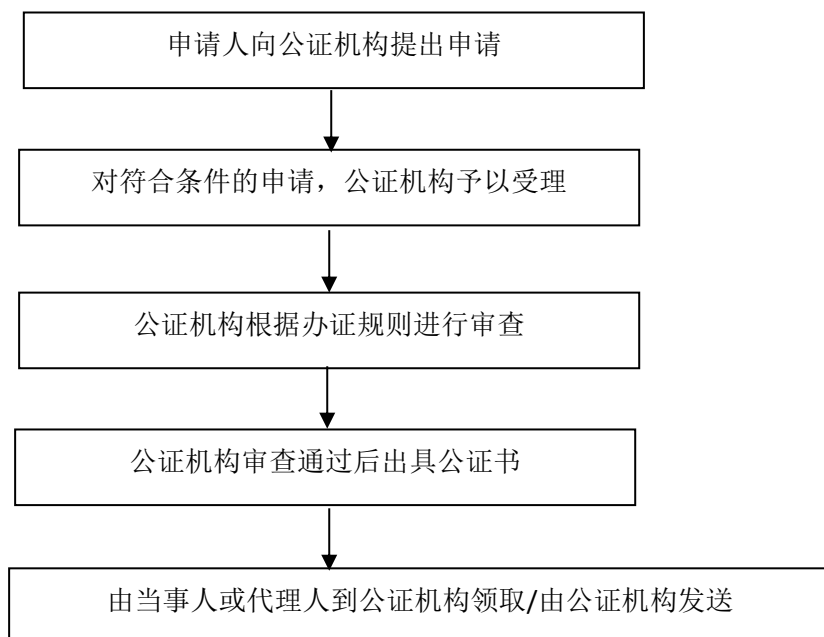 申请人向公证机构提出申请
对符合条件的申请，公证机构予以受理
公证机构根据办证规则进行审查
公证机构审查通过后出具公证书
由当事人或代理人到公证机构领取/由公证机构发送